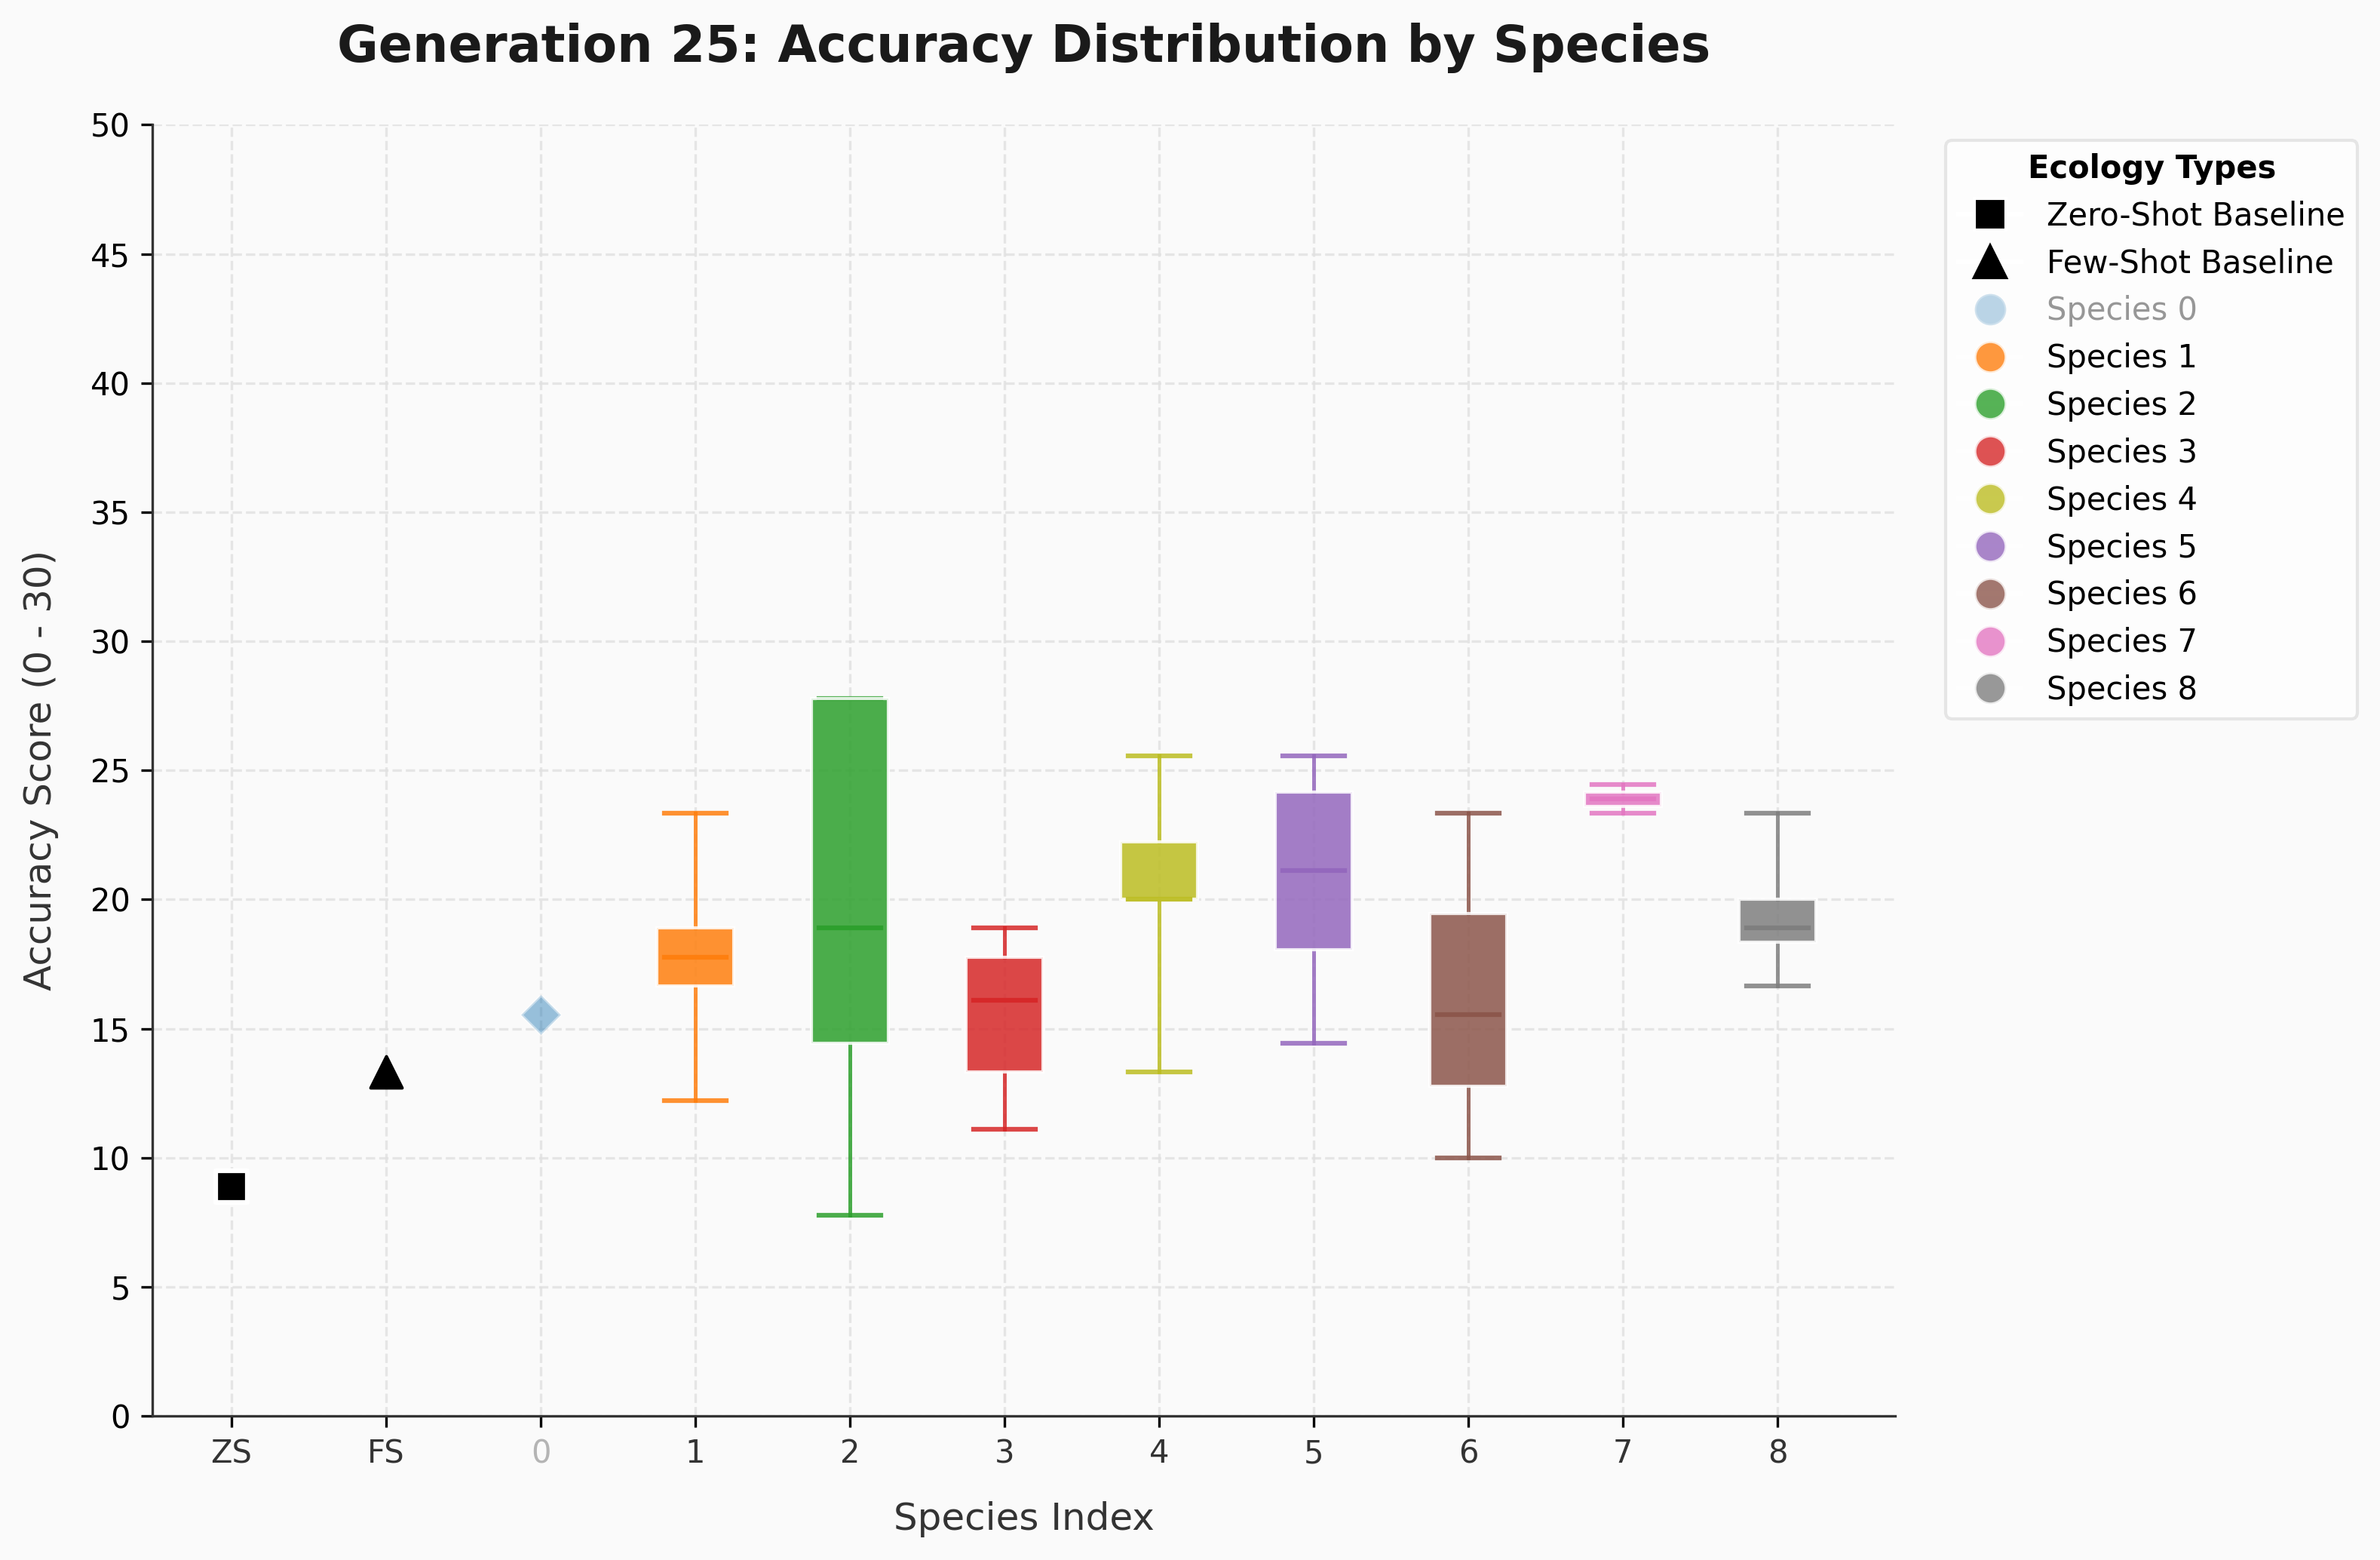 Generation 25: Accuracy Distribution by Species
Accuracy Score (0 - 30)
50
45
40
35
30
25
20
15
10
5
0
ZS
FS
0
1
2
3
4
5
6
7
8
Species Index
Ecology Types
Zero-Shot Baseline
Few-Shot Baseline
Species 0
Species 1
Species 2
Species 3
Species 4
Species 5
Species 6
Species 7
Species 8